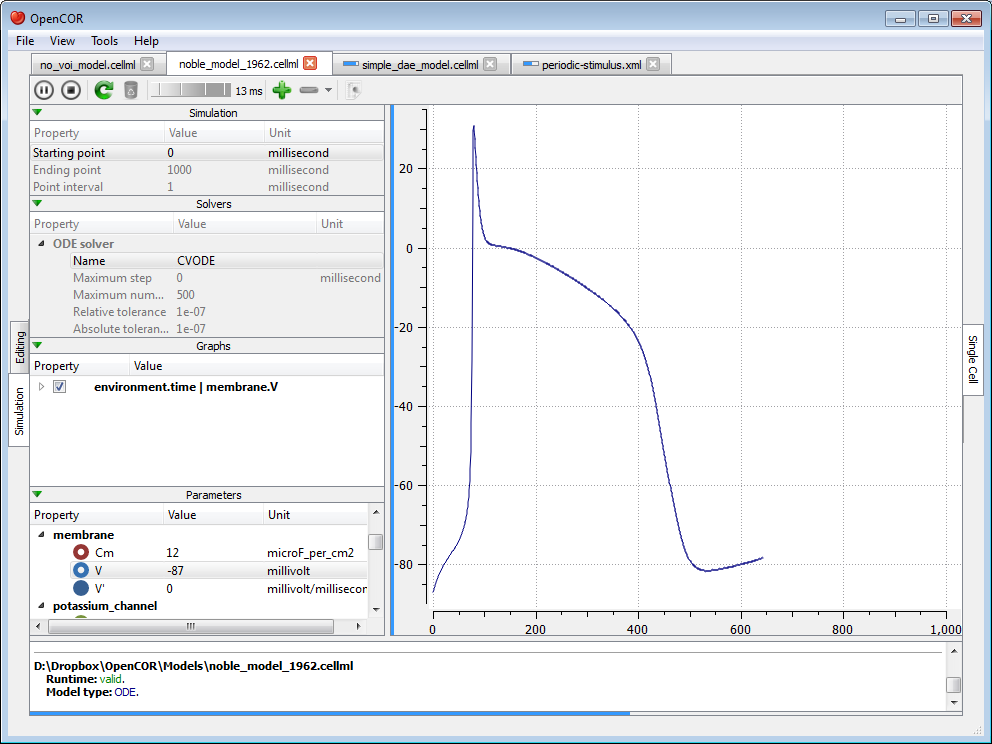 OpenCOR
File View Tools Help
no_voi_model.cellml noble_model_1962.cellml simple_dae_model.cellml periodic-stimulus.xml
13 ms
Simulation
Property Value Unit
Starting point 0 millisecond
Ending point 1000 millisecond
Point interval 1 millisecond
Solvers
Property Value Unit
ODE solver
Name CVODE
Maximum step 0 millisecond
Maximum num... 500
Relative tolerance 1e-07
Absolute toleran... 1e-07
Graphs
Property Value
environment.time | membrane.V
Parameters
Property Value Unit
membrane
Cm 12 microF_per_cm2
V -87 millivolt
V' 0 millivolt/millisecor
potassium_channel
Editing
Simulation
20
0
-20
-40
-60
-80
0 200 400 600 800 1,000
Single Cell
D:\Dropbox\OpenCOR\Models\noble_model_1962.cellml
Runtime: valid.
Model type: ODE.